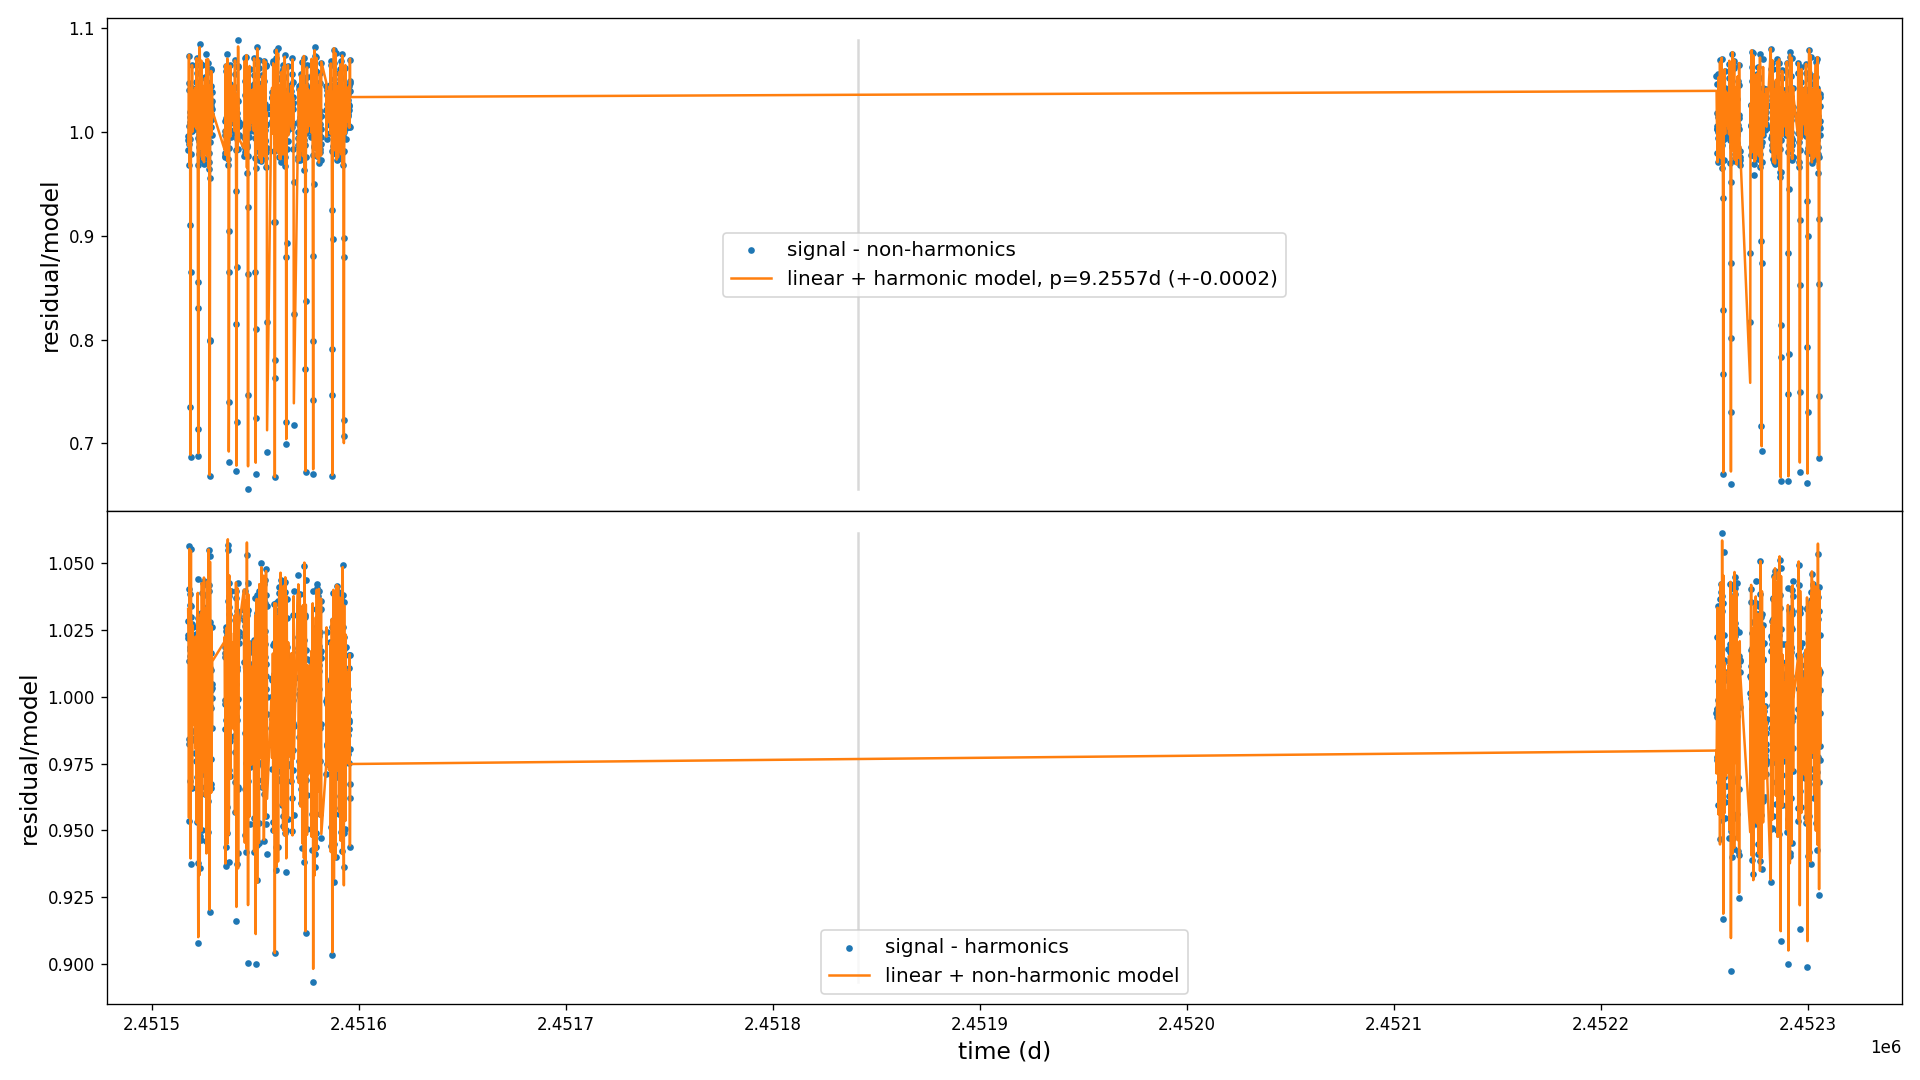 1.1
1.0
0.9
0.8
0.7
residual/model
signal - non-harmonics
linear + harmonic model, p=9.2557d (+-0.0002)
1.050
1.025
1.000
0.975
0.950
0.925
0.900
residual/model
signal - harmonics
linear + non-harmonic model
2.4515 2.4516 2.4517 2.4518 2.4519 2.4520 2.4521 2.4522 2.4523
1e6
time (d)